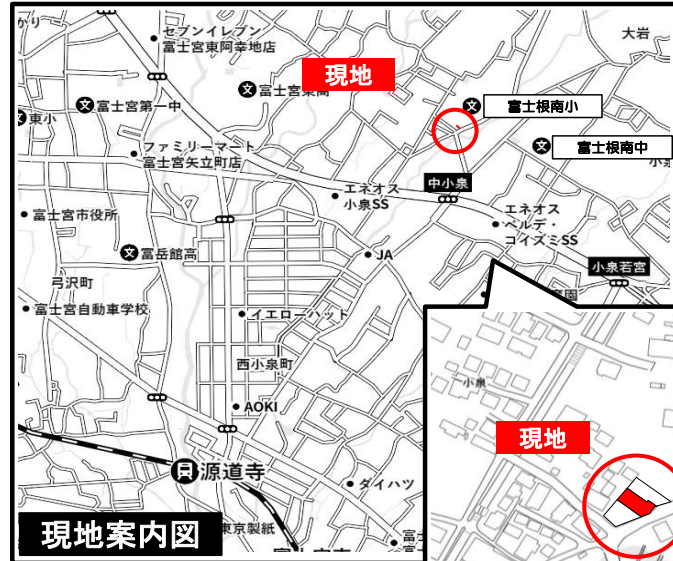 セブンイレブン
富士宮東阿幸地店
大岩
現地
富士宮東高
富士宮第一中
東小
富士根南小
富士根南中
ファミリーマート
富士宮矢立町店
中小泉
エネオス
小泉SS
富士宮市役所
エネオス
ベルデ・
コイズミSS
富岳館高
JA
小泉若宮
弓沢町
富士宮自動車学校
イエローハット
西小泉町
小泉
AOKI
現地
源道寺
ダイハツ
現地案内図
東京製紙